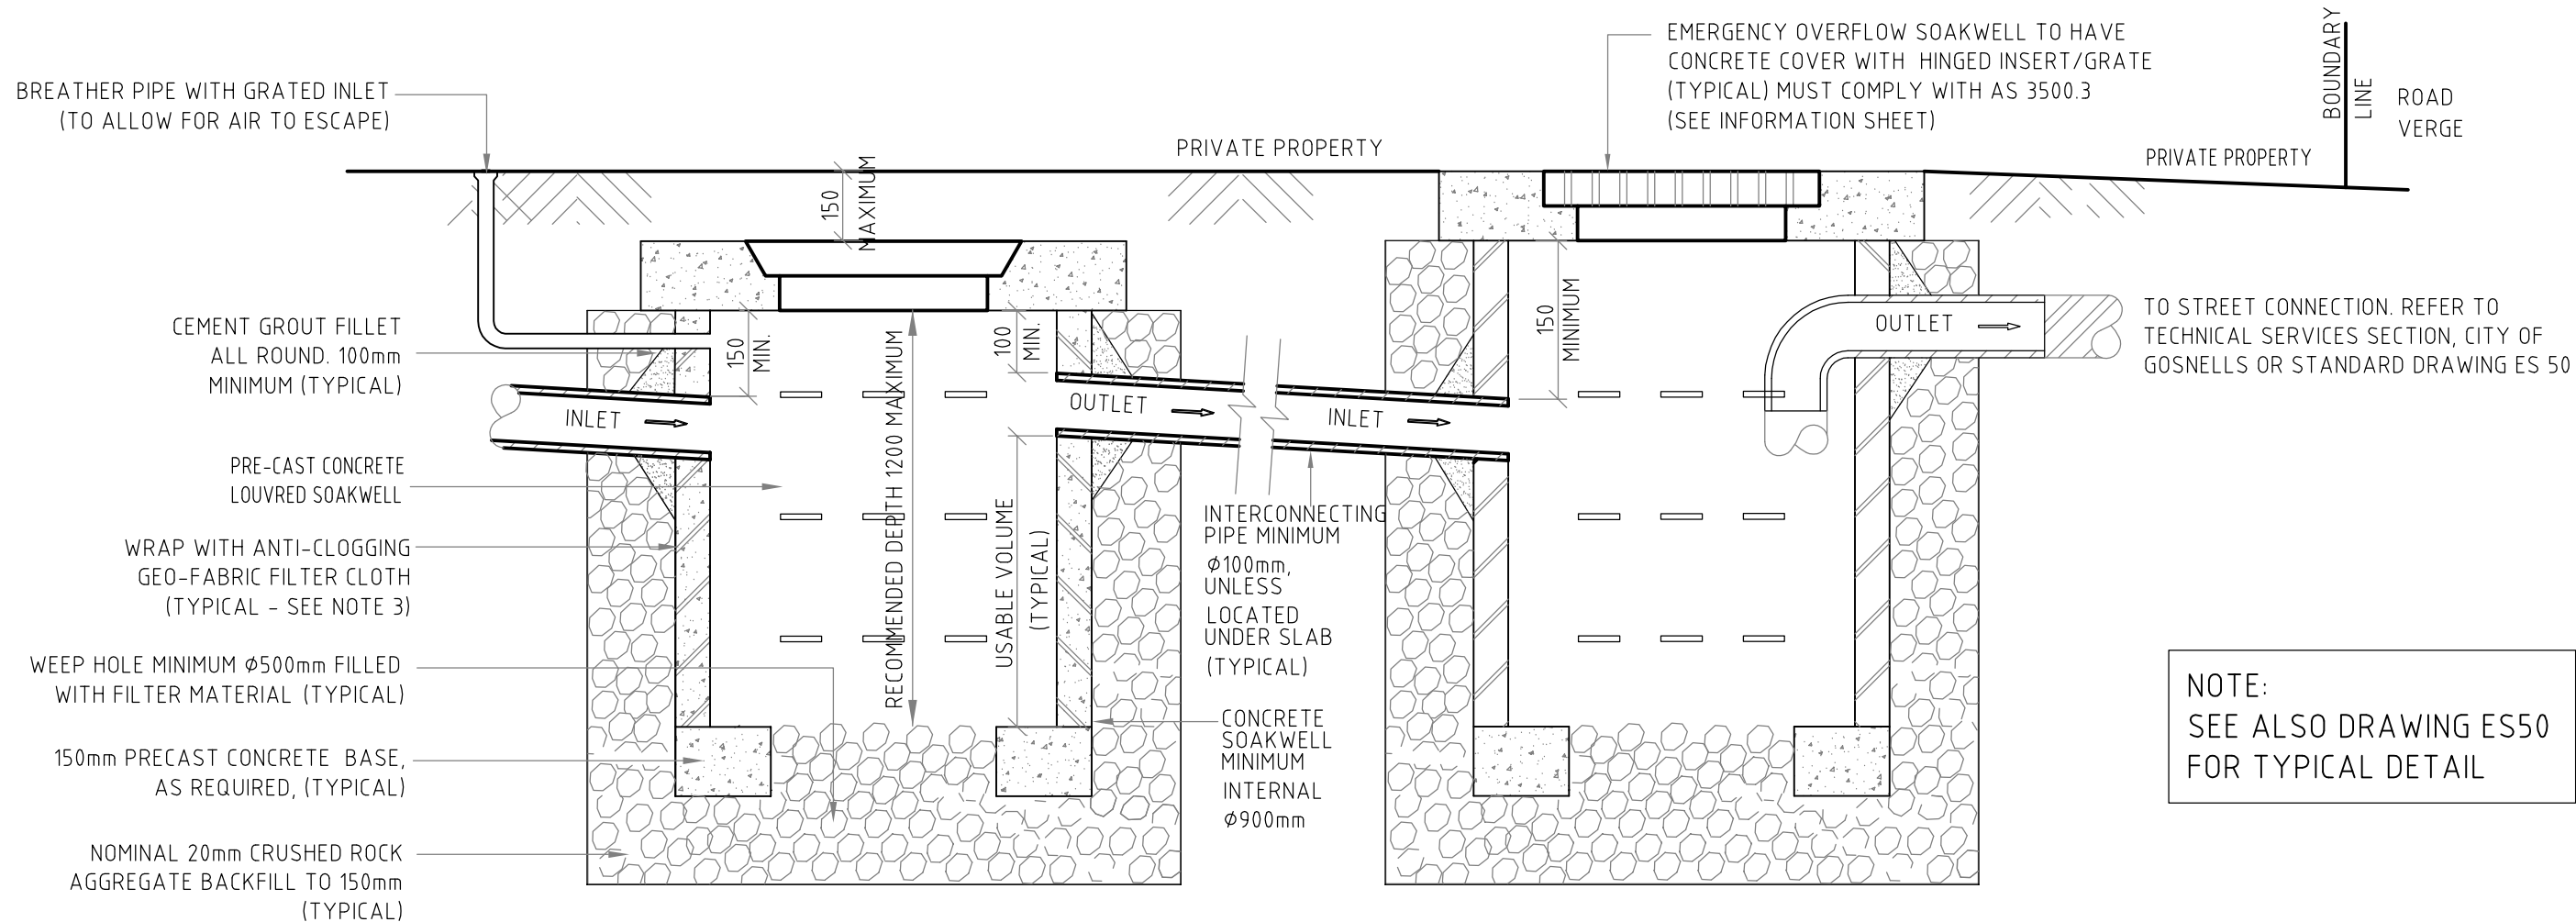 BREATHER PIPE WITH GRATED INLET
(TO ALLOW FOR AIR TO ESCAPE)
EMERGENCY OVERFLOW SOAKWELL TO HAVE
CONCRETE COVER WITH HINGED INSERT/GRATE
(TYPICAL) MUST COMPLY WITH AS 3500.3
(SEE INFORMATION SHEET)
BOUNDARY
LINE
ROAD
VERGE
PRIVATE PROPERTY
PRIVATE PROPERTY
150
MAXIMUM
CEMENT GROUT FILLET
ALL ROUND. 100mm
MINIMUM (TYPICAL)
150
MIN.
100
MIN.
150
MINIMUM
INLET
OUTLET
INLET
OUTLET
TO STREET CONNECTION. REFER TO
TECHNICAL SERVICES SECTION, CITY OF
GOSNELLS OR STANDARD DRAWING ES 50
PRE-CAST CONCRETE
LOUVRED SOAKWELL
WRAP WITH ANTI-CLOGGING
GEO-FABRIC FILTER CLOTH
(TYPICAL - SEE NOTE 3)
RECOMMENDED DEPTH 1200 MAXIMUM
USABLE VOLUME
(TYPICAL)
INTERCONNECTING
PIPE MINIMUM
Φ100mm,
UNLESS
LOCATED
UNDER SLAB
(TYPICAL)
WEEP HOLE MINIMUM Φ500mm FILLED
WITH FILTER MATERIAL (TYPICAL)
CONCRETE
SOAKWELL
MINIMUM
INTERNAL
Φ900mm
150mm PRECAST CONCRETE BASE,
AS REQUIRED, (TYPICAL)
NOMINAL 20mm CRUSHED ROCK
AGGREGATE BACKFILL TO 150mm
(TYPICAL)
NOTE:
SEE ALSO DRAWING ES50
FOR TYPICAL DETAIL